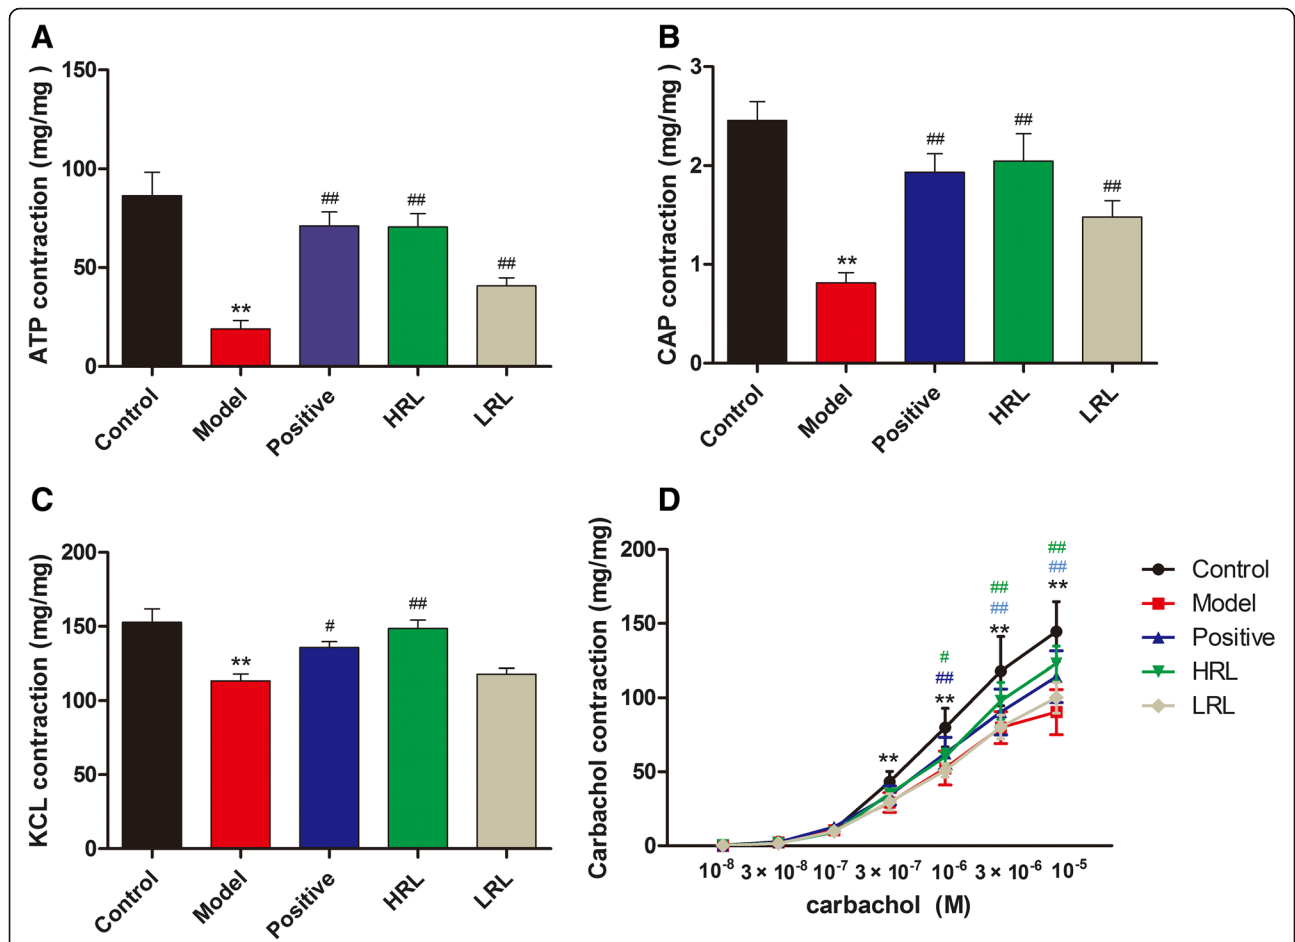 A
ATP contraction (mg/mg )
150
100
50
0
##
##
##
**
Control
Model
Positive
HRL
LRL
B
CAP contraction (mg/mg )
3
2
1
0
##
##
##
**
Control
Model
Positive
HRL
LRL
C
KCL contraction (mg/mg)
200
150
100
50
0
**
#
##
Control
Model
Positive
HRL
LRL
D
Carbachol contraction (mg/mg)
200
150
100
50
0
**
#
##
**
##
##
**
##
##
**
10⁻⁸ 3 × 10⁻⁸ 10⁻⁷ 3 × 10⁻⁷ 10⁻⁶ 3 × 10⁻⁶ 10⁻⁵
carbachol (M)
Control
Model
Positive
HRL
LRL